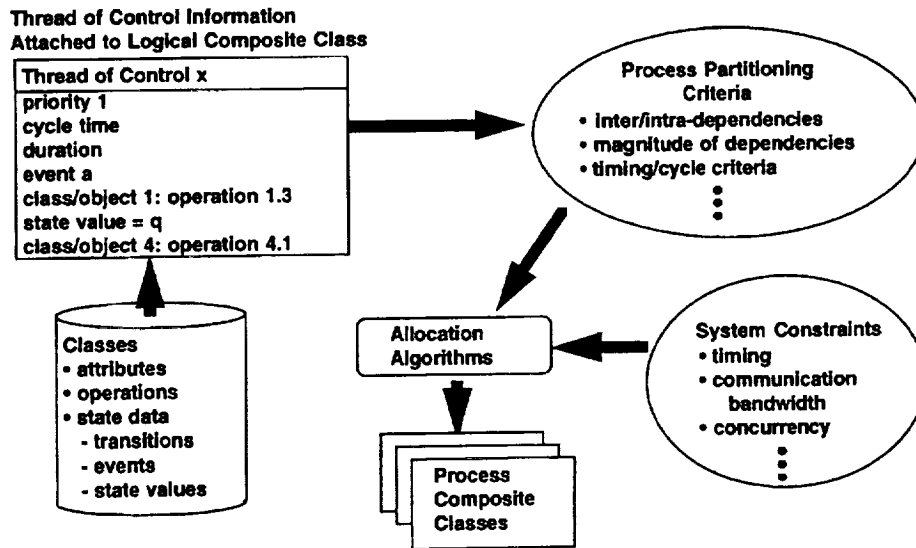 Thread of Control Information
Attached to Logical Composite Class
Thread of Control x
priority 1
cycle time
duration
event a
class/object 1: operation 1.3
state value = q
class/object 4: operation 4.1
Classes
• attributes
• operations
• state data
- transitions
- events
- state values
Process Partitioning
Criteria
• inter/intra-dependencies
• magnitude of dependencies
• timing/cycle criteria
Allocation
Algorithms
System Constraints
• timing
• communication
bandwidth
• concurrency
Process
Composite
Classes